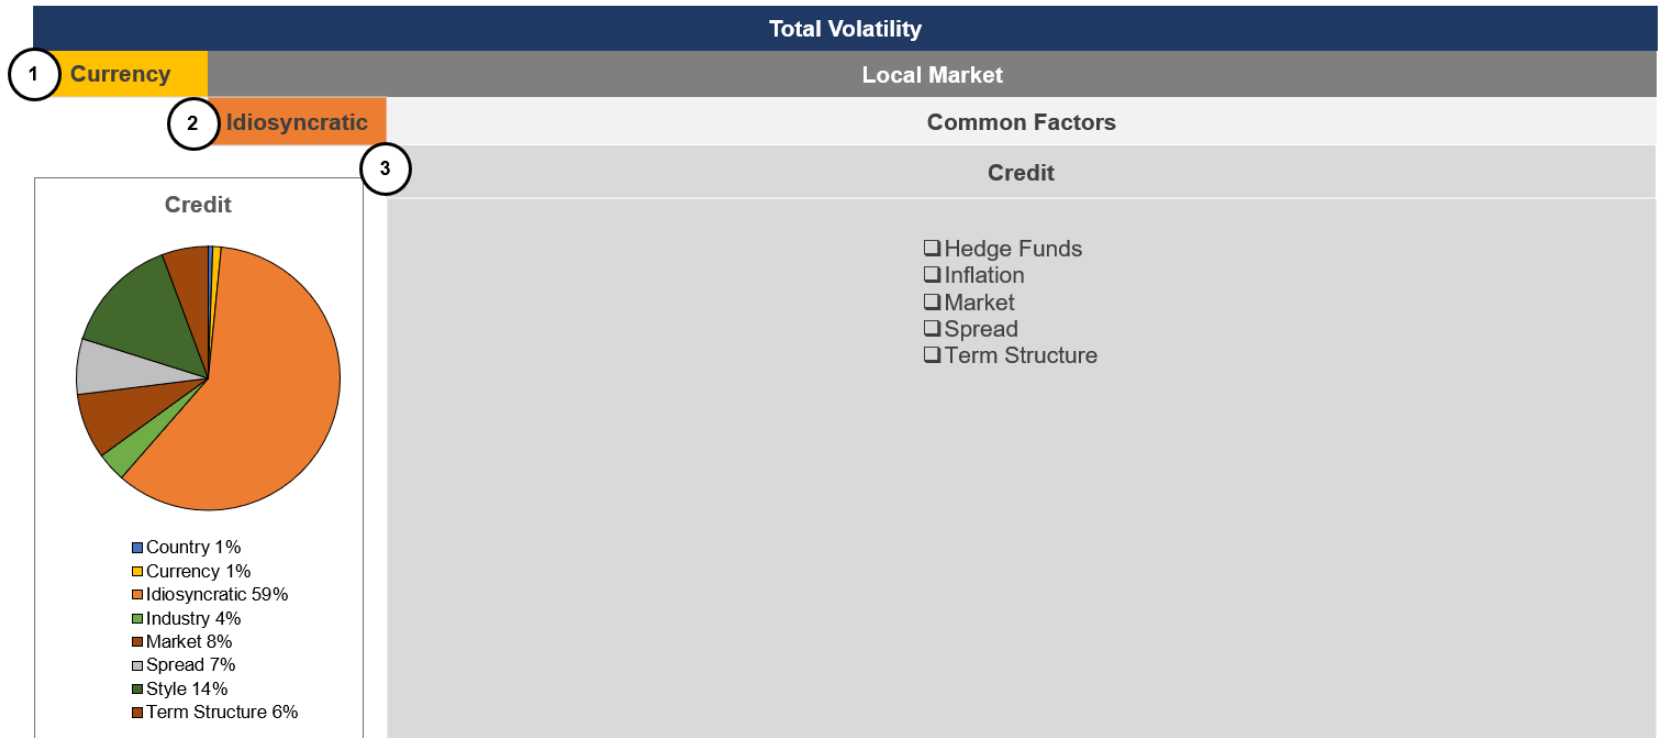 Total Volatility
1 Currency Local Market
2 Idiosyncratic Common Factors
3 Credit
Credit
❑Hedge Funds
❑Inflation
❑Market
❑Spread
❑Term Structure
Country 1%
Currency 1%
Idiosyncratic 59%
Industry 4%
Market 8%
Spread 7%
Style 14%
Term Structure 6%